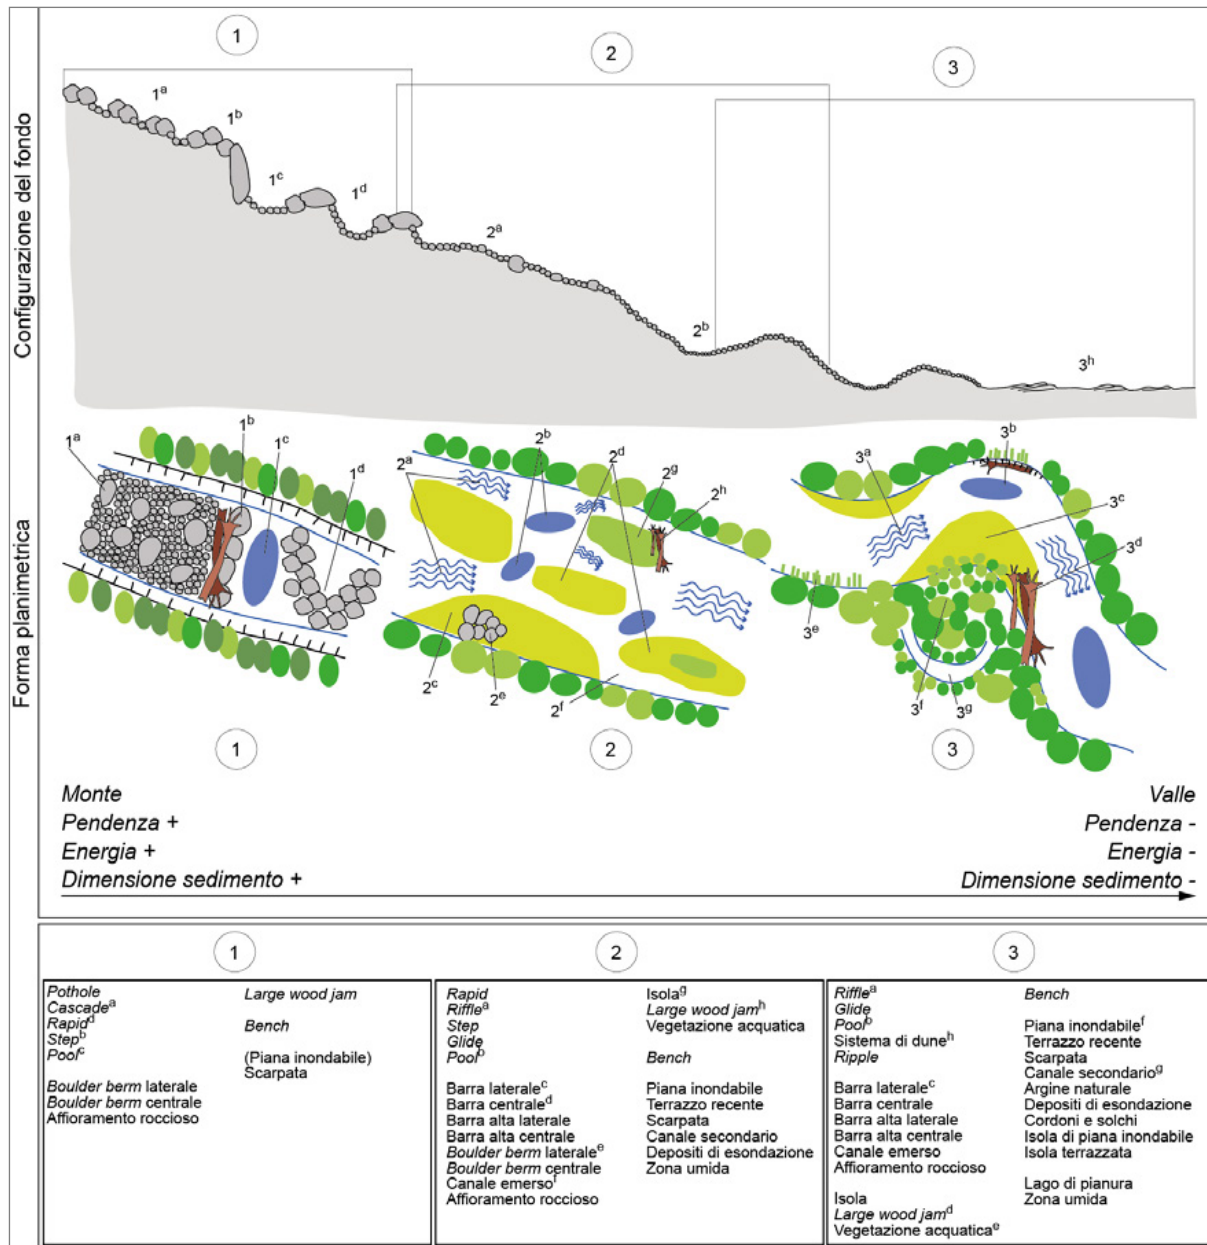 1
2
3
Configurazione del fondo
1a
1b
1c
1d
2a
2b
3h
Forma planimetrica
1a
1b
1c
1d
2a
2b
2d
2g
2h
2c
2e
2f
3a
3b
3c
3d
3e
3f
3g
1
2
3
Monte
Pendenza +
Energia +
Dimensione sedimento +
Valle
Pendenza -
Energia -
Dimensione sedimento -
1
Pothole
Cascadea
Rapidd
Stepb
Poolc
Boulder berm laterale
Boulder berm centrale
Affioramento roccioso
Large wood jam
Bench
(Piana inondabile)
Scarpata
2
Rapid
Rifflea
Step
Glide
Poolb
Barra lateralec
Barra centraled
Barra alta laterale
Barra alta centrale
Boulder berm lateralee
Boulder berm centrale
Canale emersof
Affioramento roccioso
Isolag
Large wood jamh
Vegetazione acquatica
Bench
Piana inondabile
Terrazzo recente
Scarpata
Canale secondario
Depositi di esondazione
Zona umida
3
Rifflea
Glide
Poolb
Sistema di duneh
Ripple
Barra lateralec
Barra centrale
Barra alta laterale
Barra alta centrale
Canale emerso
Affioramento roccioso
Isola
Large wood jamd
Vegetazione acquaticae
Bench
Piana inondabilef
Terrazzo recente
Scarpata
Canale secondariog
Argine naturale
Depositi di esondazione
Cordoni e solchi
Isola di piana inondabile
Isola terrazzata
Lago di pianura
Zona umida